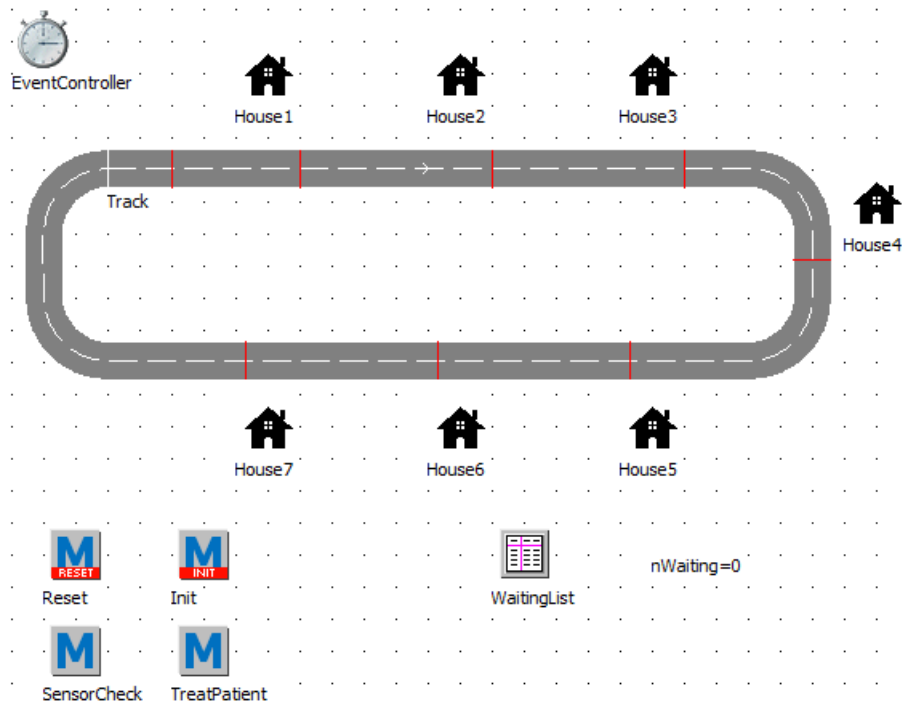 EventController
House1
House2
House3
Track
House4
House7
House6
House5
M
RESET
M
INIT
nWaiting=0
Reset
Init
WaitingList
M
M
SensorCheck
TreatPatient